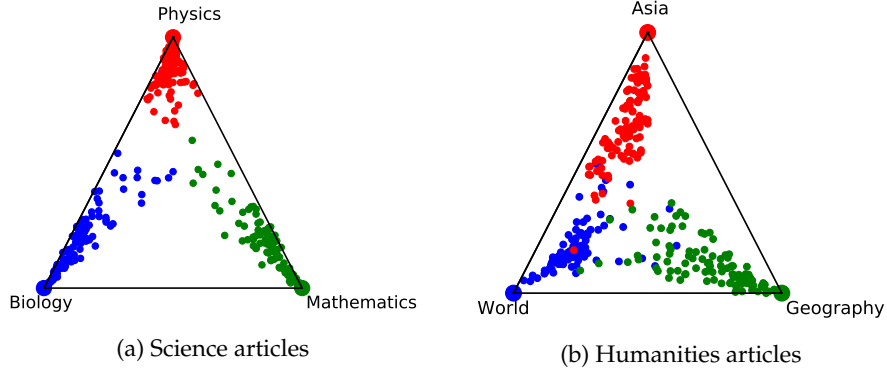 Physics
Biology
Mathematics
(a) Science articles
Asia
World
Geography
(b) Humanities articles